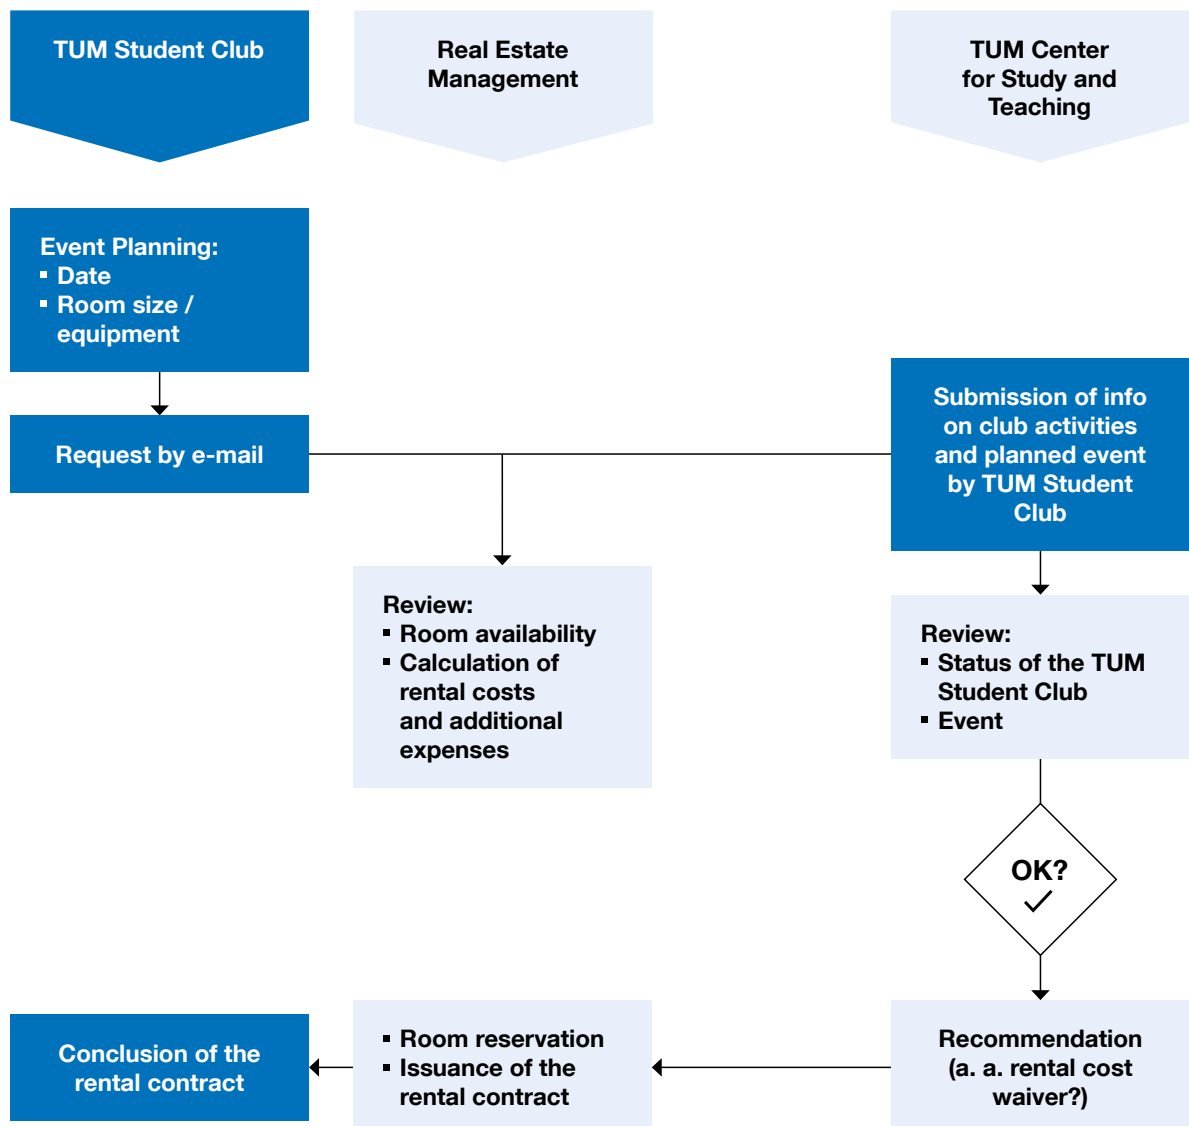 TUM Student Club
Real Estate
Management
TUM Center
for Study and
Teaching
Event Planning:
▪ Date
▪ Room size /
equipment
Request by e-mail
Submission of info
on club activities
and planned event
by TUM Student
Club
Review:
▪ Room availability
▪ Calculation of
rental costs
and additional
expenses
Review:
▪ Status of the TUM
Student Club
▪ Event
OK?
Conclusion of the
rental contract
▪ Room reservation
▪ Issuance of the
rental contract
Recommendation
(a. a. rental cost
waiver?)